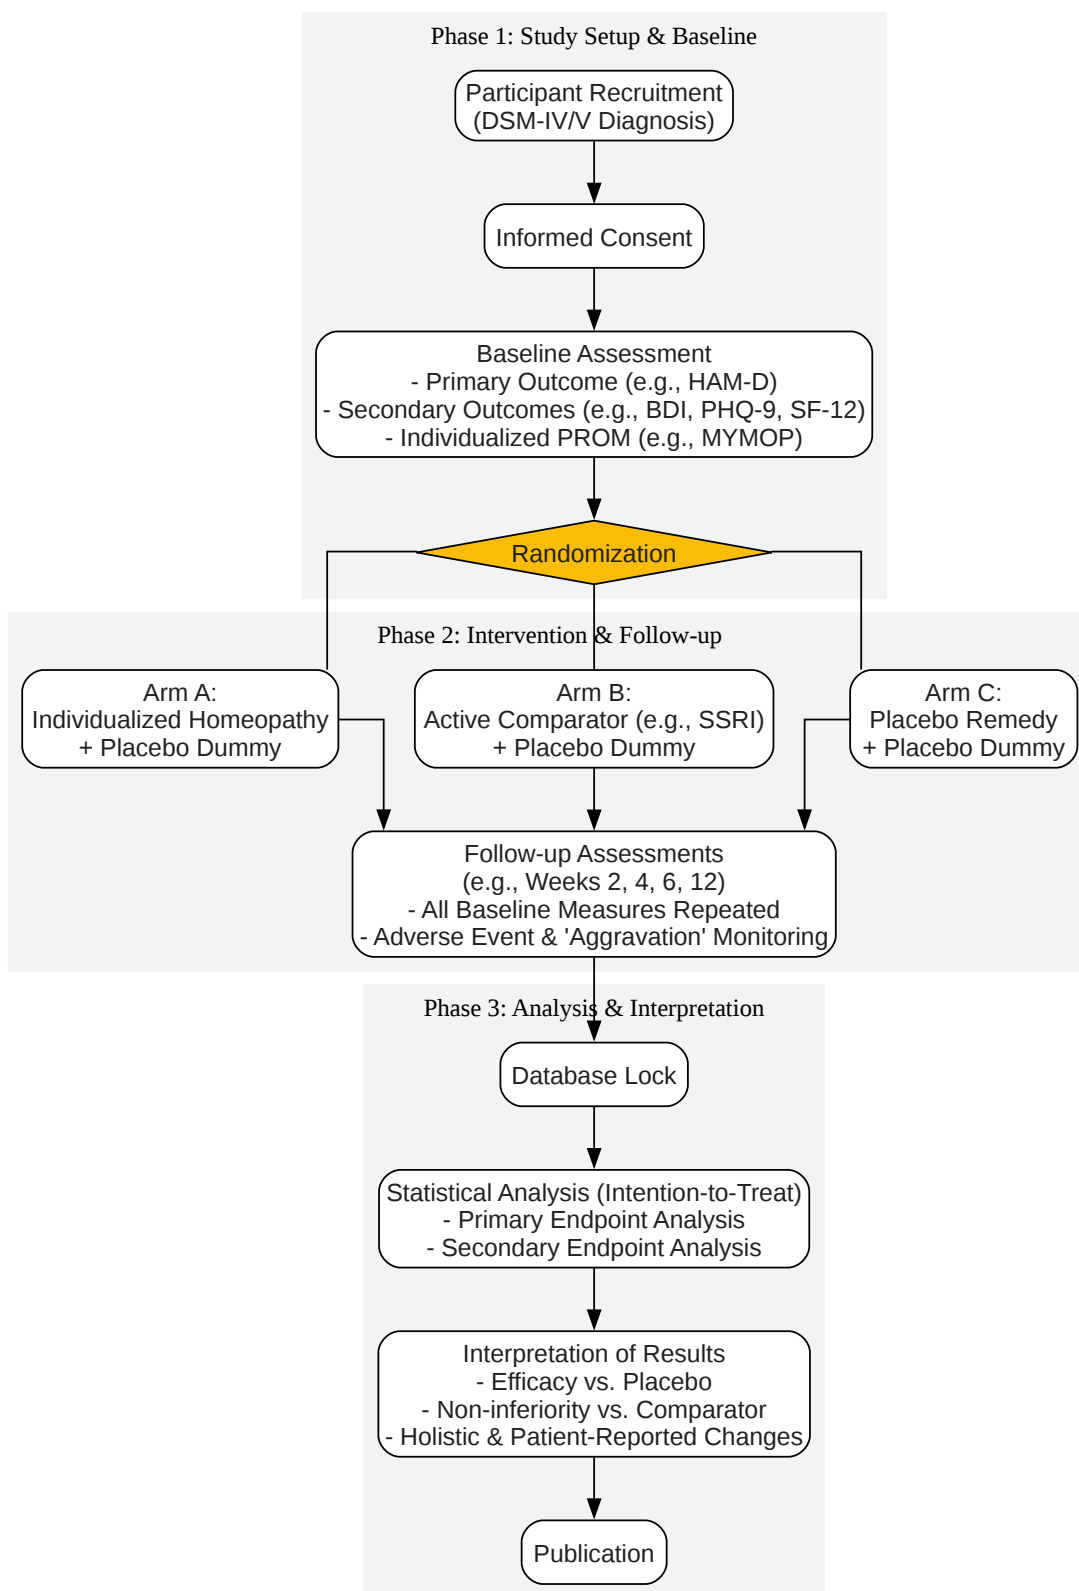 Phase 1: Study Setup & Baseline
Participant Recruitment
(DSM-IV/V Diagnosis)
Informed Consent
Baseline Assessment
- Primary Outcome (e.g., HAM-D)
- Secondary Outcomes (e.g., BDI, PHQ-9, SF-12)
- Individualized PROM (e.g., MYMOP)
Randomization
Phase 2: Intervention & Follow-up
Arm A:
Individualized Homeopathy
+ Placebo Dummy
Arm B:
Active Comparator (e.g., SSRI)
+ Placebo Dummy
Arm C:
Placebo Remedy
+ Placebo Dummy
Follow-up Assessments
(e.g., Weeks 2, 4, 6, 12)
- All Baseline Measures Repeated
- Adverse Event & 'Aggravation' Monitoring
Phase 3: Analysis & Interpretation
Database Lock
Statistical Analysis (Intention-to-Treat)
- Primary Endpoint Analysis
- Secondary Endpoint Analysis
Interpretation of Results
- Efficacy vs. Placebo
- Non-inferiority vs. Comparator
- Holistic & Patient-Reported Changes
Publication